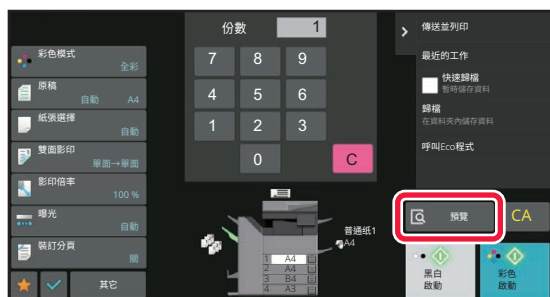 彩色模式
全彩
原稿
自動 A4
紙張選擇
自動
雙面影印
單面→單面
影印倍率
100 %
曝光
自動
裝訂分頁
關
其它
份數 1
7 8 9
4 5 6
1 2 3
0 C
普通紙1
A4
1 A4
2 A4
3 B4
4 A3
傳送並列印
最近的工作
快速歸檔
暫時儲存資料
歸檔
在資料夾內儲存資料
呼叫Eco程式
預覽
CA
黑白
啟動
彩色
啟動